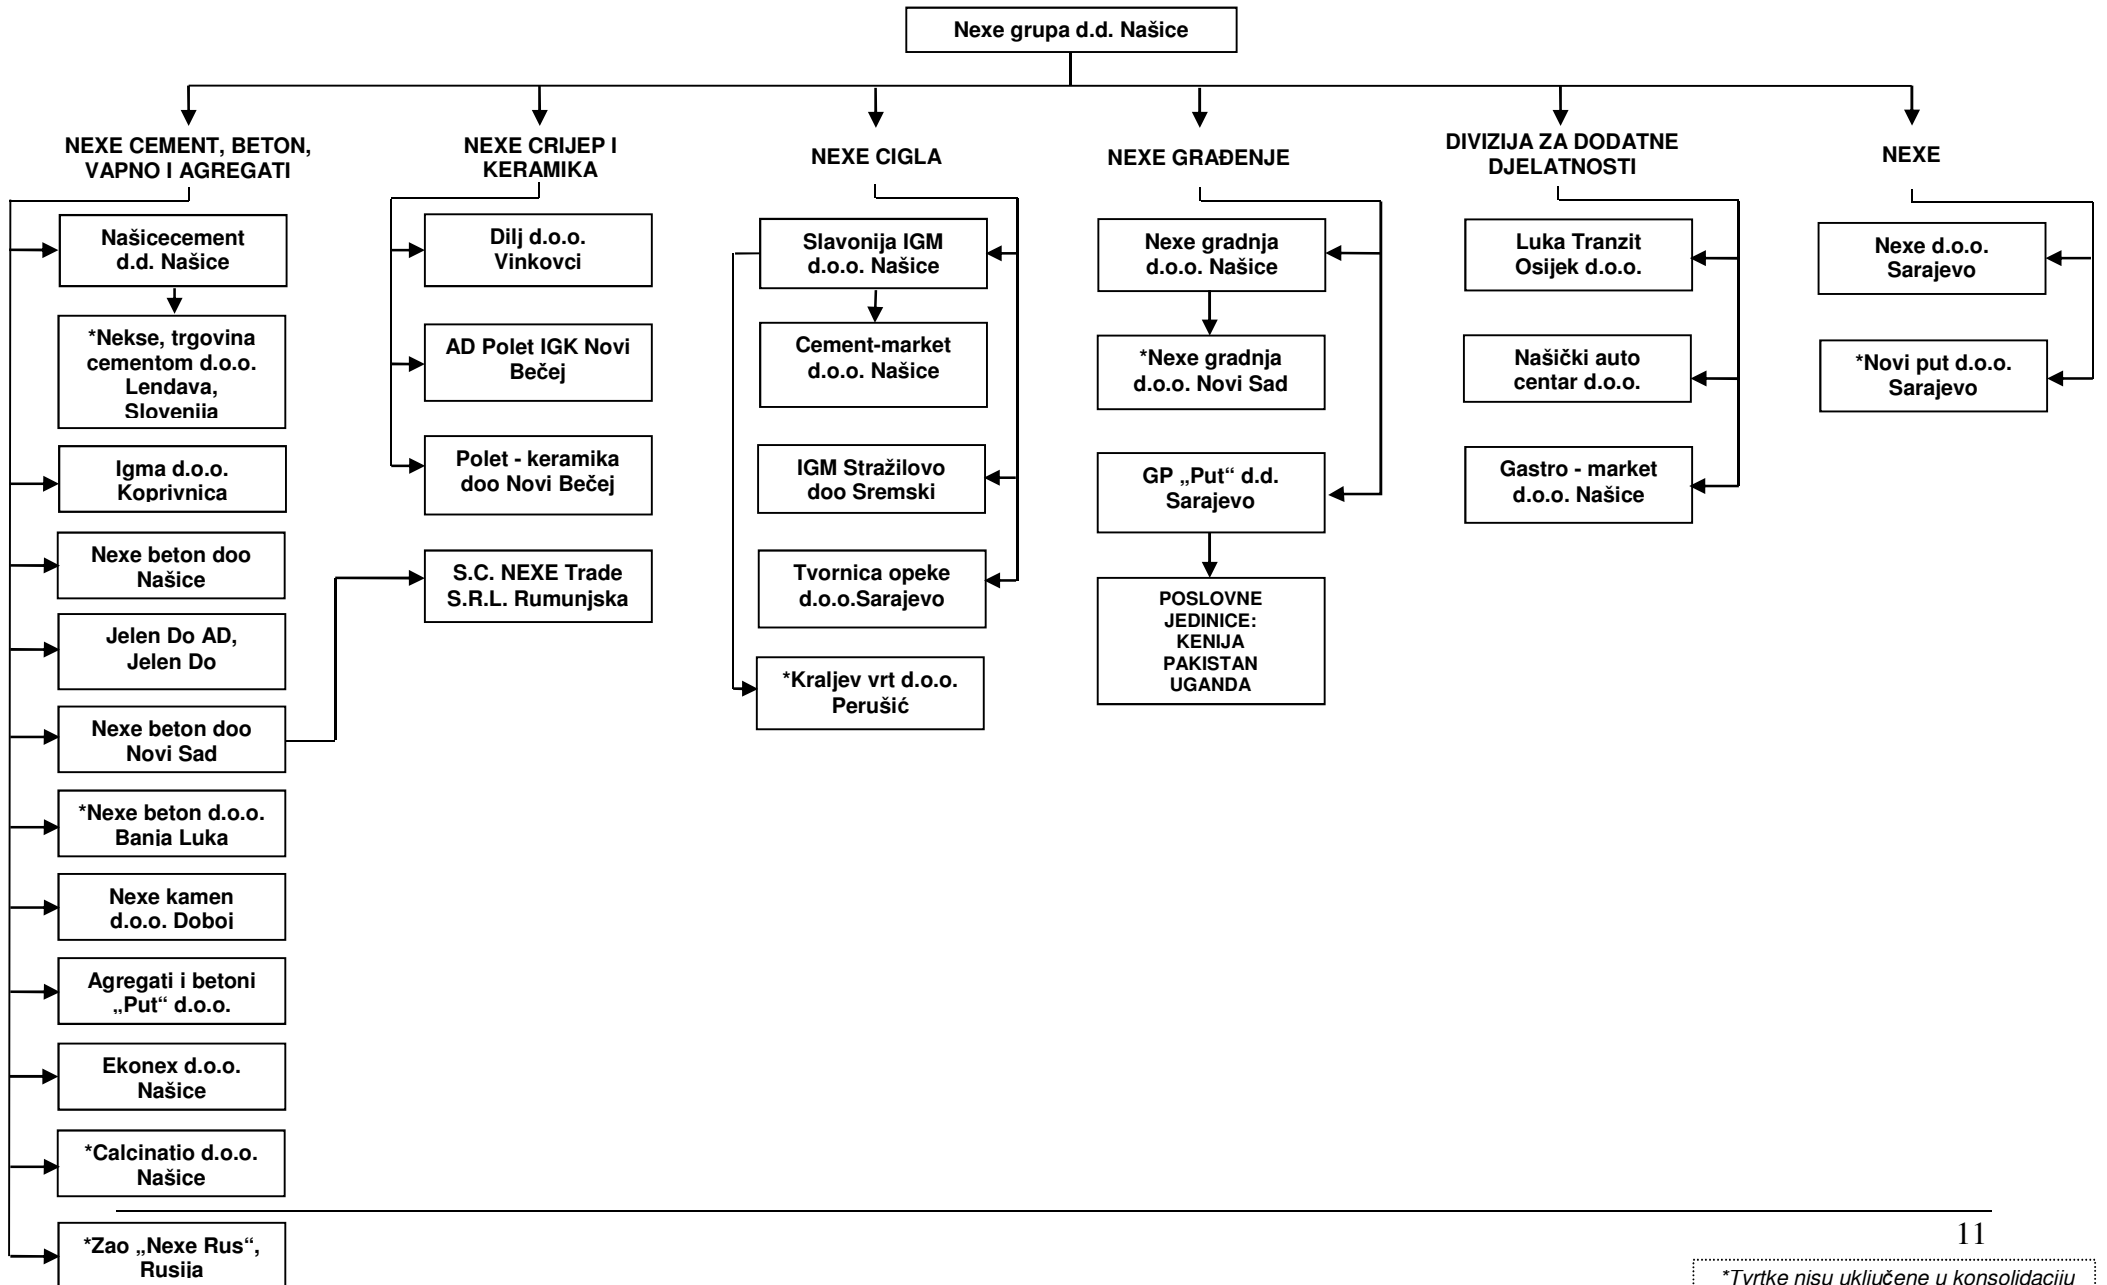 Nexe grupa d.d. Našice
NEXE CEMENT, BETON,
VAPNO I AGREGATI
Našicecement
d.d. Našice
*Nekse, trgovina
cementom d.o.o.
Lendava,
Slovenija
Igma d.o.o.
Koprivnica
Nexe beton doo
Našice
Jelen Do AD,
Jelen Do
Nexe beton doo
Novi Sad
*Nexe beton d.o.o.
Banja Luka
Nexe kamen
d.o.o. Doboj
Agregati i betoni
„Put“ d.o.o.
Ekonex d.o.o.
Našice
*Calcinatio d.o.o.
Našice
*Zao „Nexe Rus“,
Rusija
NEXE CRIJEP I
KERAMIKA
Dilj d.o.o.
Vinkovci
AD Polet IGK Novi
Bečej
Polet - keramika
doo Novi Bečej
S.C. NEXE Trade
S.R.L. Rumunjska
NEXE CIGLA
Slavonija IGM
d.o.o. Našice
Cement-market
d.o.o. Našice
IGM Stražilovo
doo Sremski
Tvornica opeke
d.o.o.Sarajevo
*Kraljev vrt d.o.o.
Perušić
NEXE GRAĐENJE
Nexe gradnja
d.o.o. Našice
*Nexe gradnja
d.o.o. Novi Sad
GP „Put“ d.d.
Sarajevo
POSLOVNE
JEDINICE:
KENIJA
PAKISTAN
UGANDA
DIVIZIJA ZA DODATNE
DJELATNOSTI
Luka Tranzit
Osijek d.o.o.
Našički auto
centar d.o.o.
Gastro - market
d.o.o. Našice
NEXE
Nexe d.o.o.
Sarajevo
*Novi put d.o.o.
Sarajevo
11
*Tvrtke nisu uključene u konsolidaciju